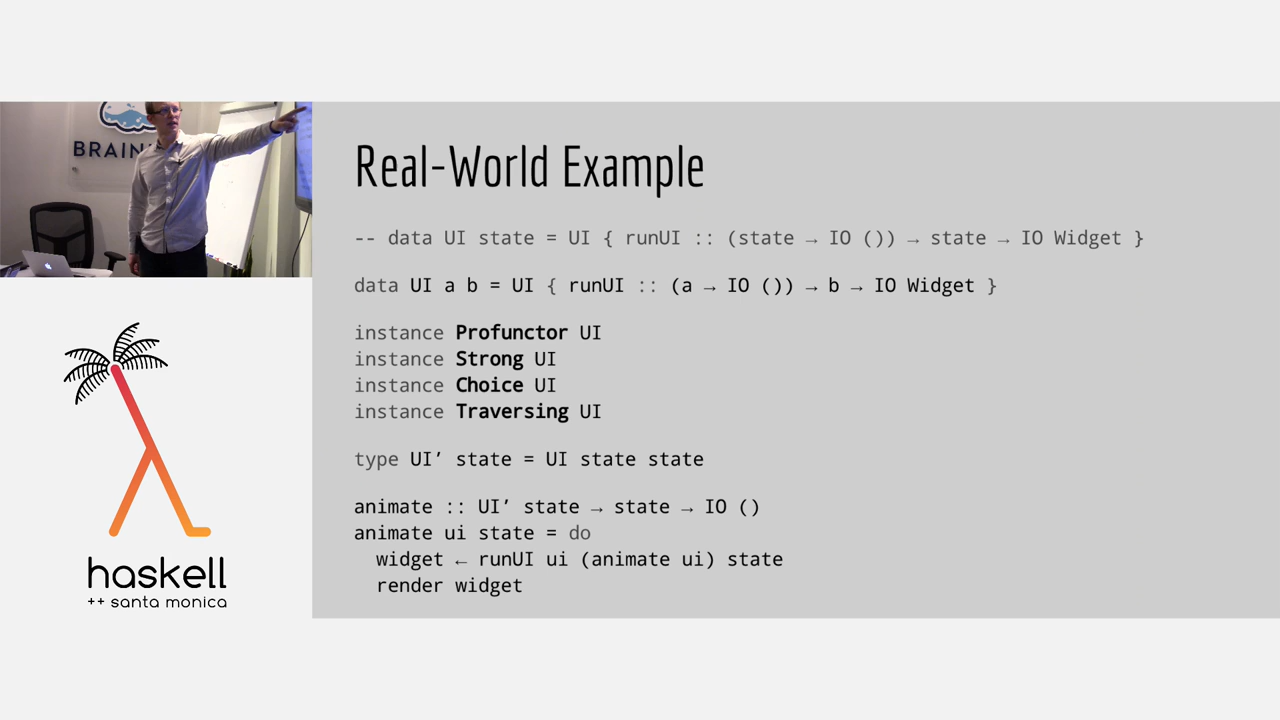 Real-World Example
-- data UI state = UI { runUI :: (state → IO ()) → state → IO Widget }
data UI a b = UI { runUI :: (a → IO ()) → b → IO Widget }
instance Profunctor UI
instance Strong UI
instance Choice UI
instance Traversing UI
type UI’ state = UI state state
animate :: UI’ state → state → IO ()
animate ui state = do
  widget ← runUI ui (animate ui) state
  render widget
haskell
++ santa monica